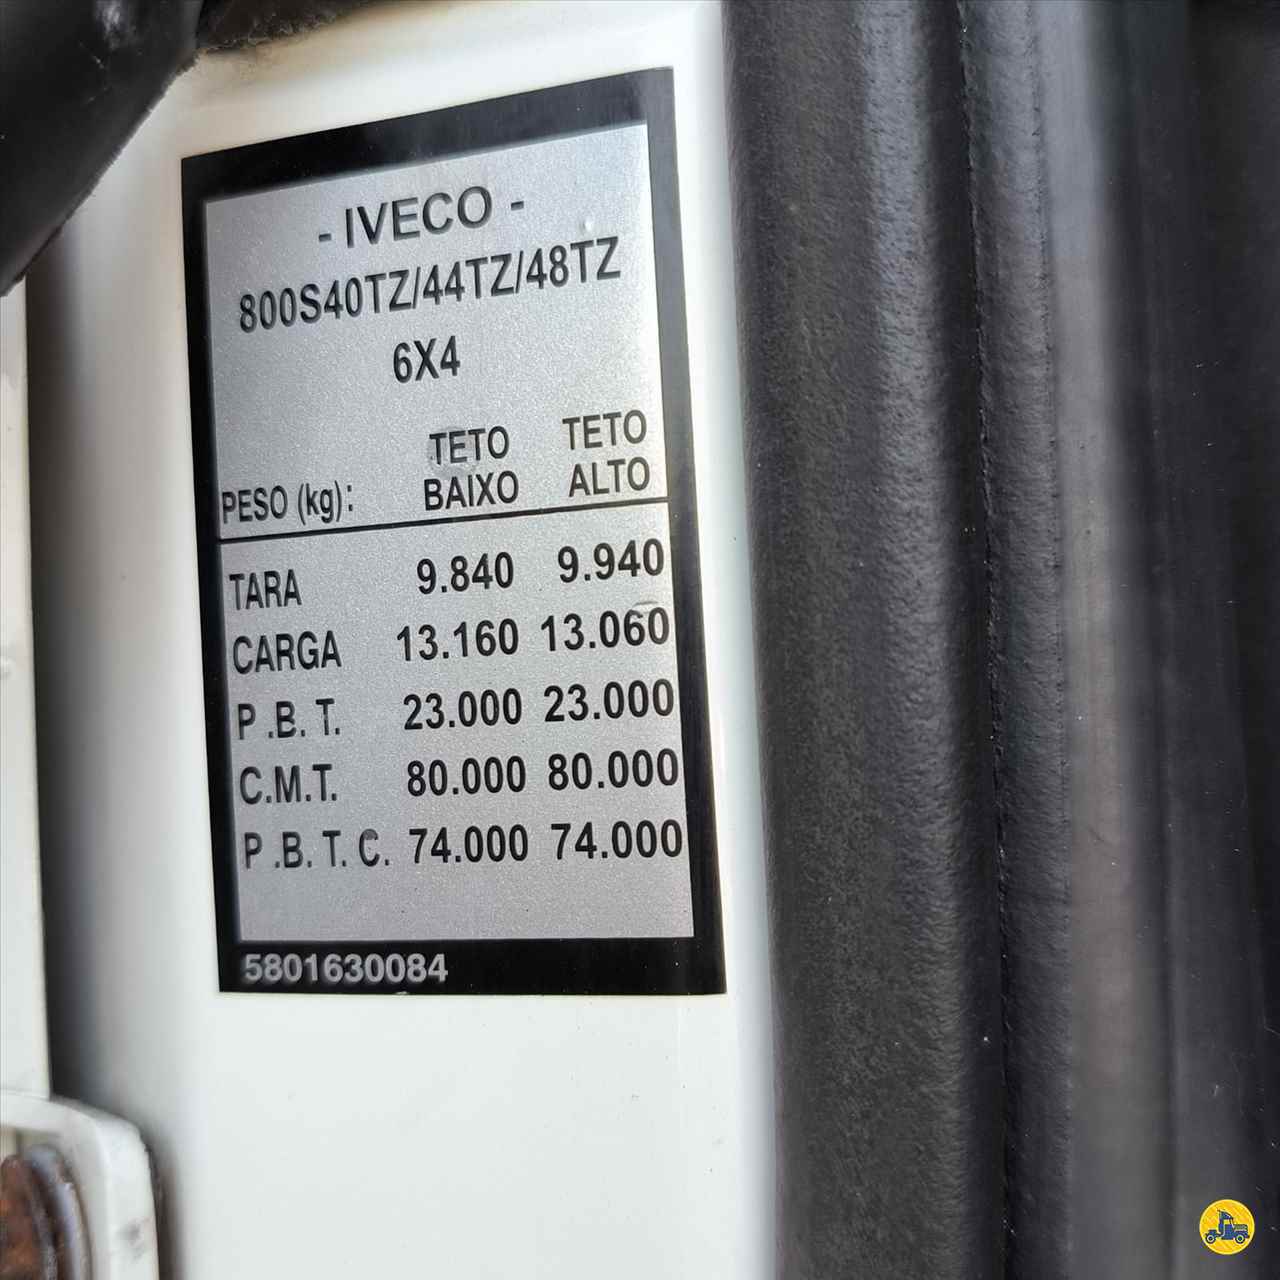 - IVECO -
800S40TZ/44TZ/48TZ
6X4
TETO TETO
PESO (kg): BAIXO ALTO
TARA 9.840 9.940
CARGA 13.160 13.060
P .B. T. 23.000 23.000
C.M.T. 80.000 80.000
P .B. T. C. 74.000 74.000
5801630084